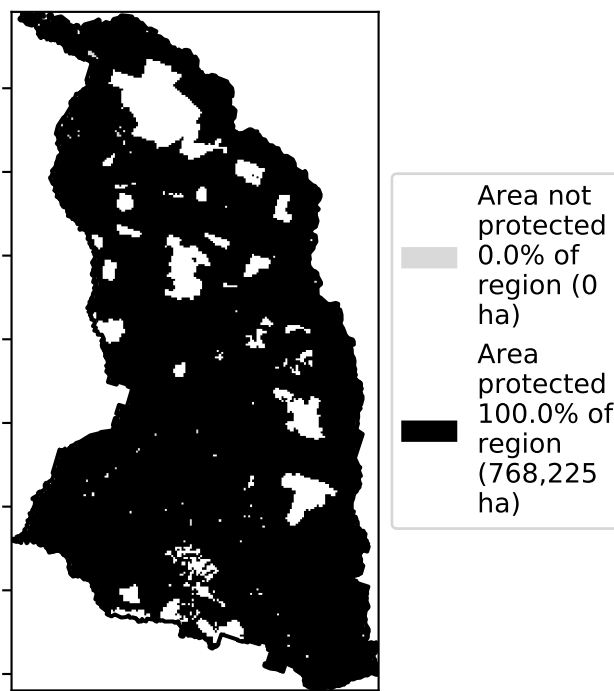 Area not
protected
0.0% of
region (0
ha)
Area
protected
100.0% of
region
(768,225
ha)